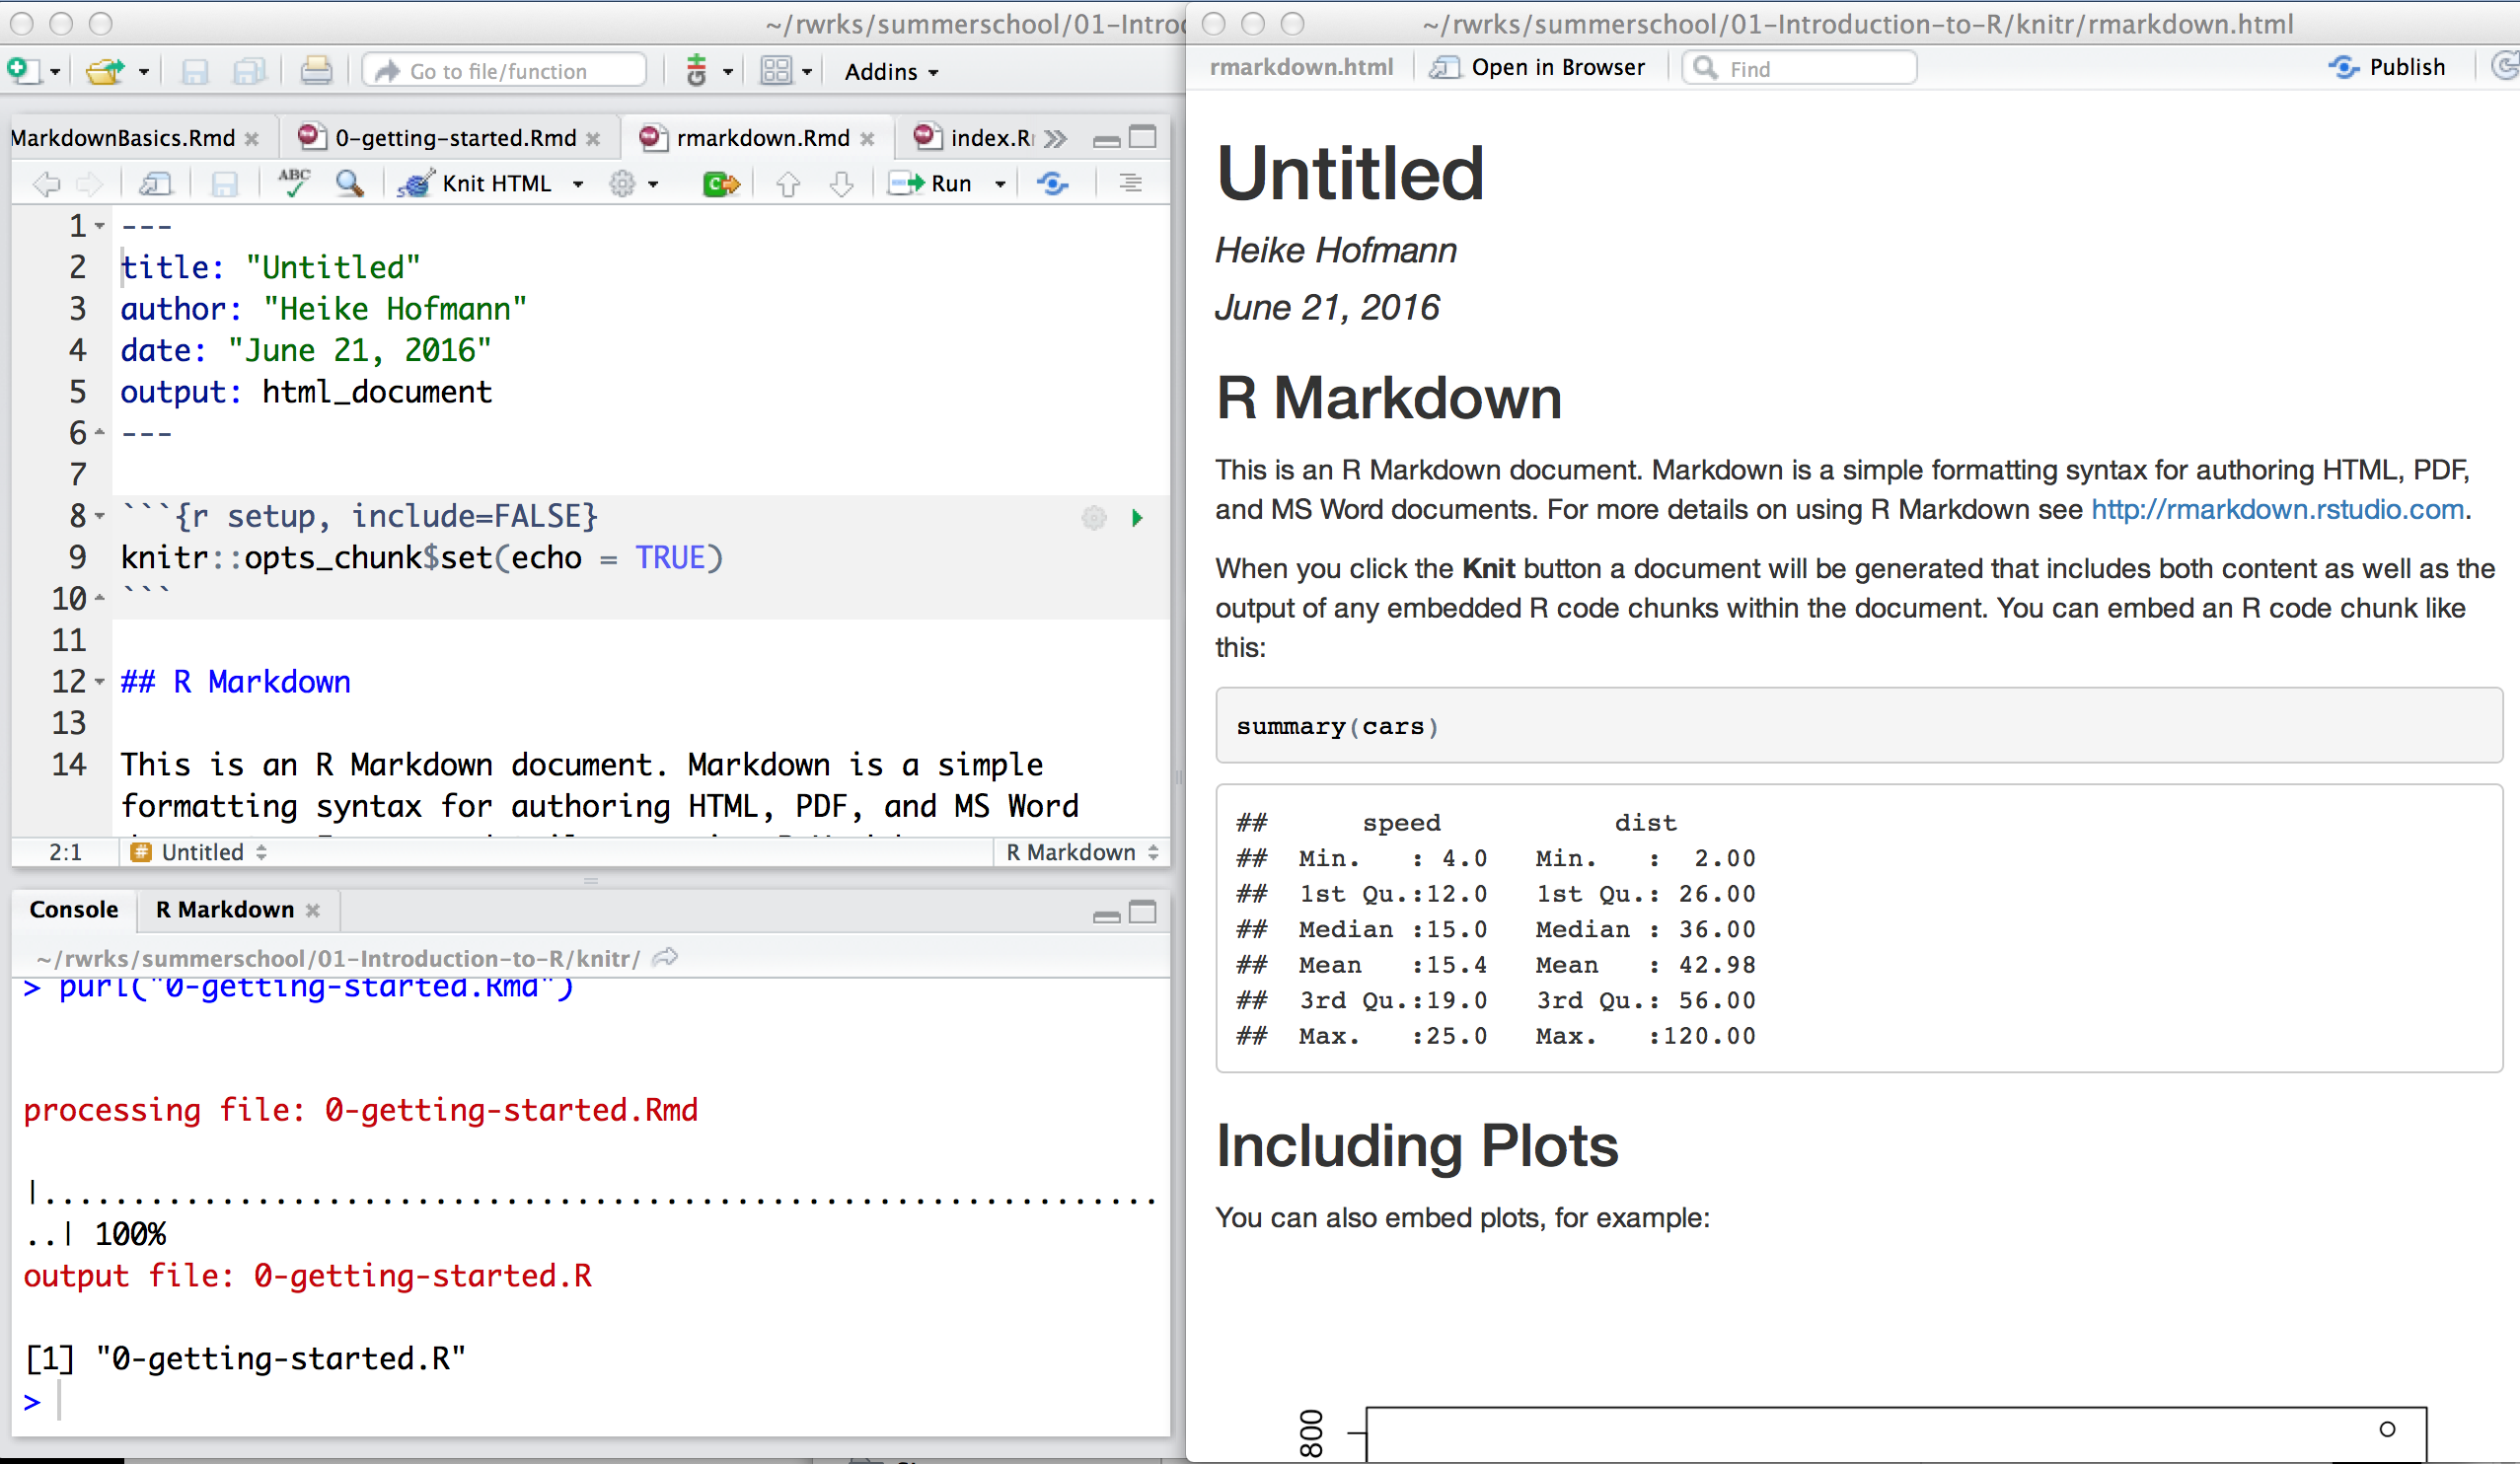 ~/rwrks/summerschool/01-Intro
Go to file/function
Addins
MarkdownBasics.Rmd
0-getting-started.Rmd
rmarkdown.Rmd
index.R
ABC
Knit HTML
Run
1 ---
2 title: "Untitled"
3 author: "Heike Hofmann"
4 date: "June 21, 2016"
5 output: html_document
6 ---
7
8 ```{r setup, include=FALSE}
9 knitr::opts_chunk$set(echo = TRUE)
10 ```
11
12 ## R Markdown
13
14 This is an R Markdown document. Markdown is a simple
formatting syntax for authoring HTML, PDF, and MS Word
2:1 # Untitled R Markdown
Console R Markdown
~/rwrks/summerschool/01-Introduction-to-R/knitr/
> purl("0-getting-started.Rmd")
processing file: 0-getting-started.Rmd
|...............................................................
..| 100%
output file: 0-getting-started.R
[1] "0-getting-started.R"
>
~/rwrks/summerschool/01-Introduction-to-R/knitr/rmarkdown.html
rmarkdown.html
Open in Browser
Find
Publish
Untitled
Heike Hofmann
June 21, 2016
R Markdown
This is an R Markdown document. Markdown is a simple formatting syntax for authoring HTML, PDF,
and MS Word documents. For more details on using R Markdown see http://rmarkdown.rstudio.com.
When you click the Knit button a document will be generated that includes both content as well as the
output of any embedded R code chunks within the document. You can embed an R code chunk like
this:
summary(cars)
##      speed           dist
##  Min.   : 4.0   Min.   :  2.00
##  1st Qu.:12.0   1st Qu.: 26.00
##  Median :15.0   Median : 36.00
##  Mean   :15.4   Mean   : 42.98
##  3rd Qu.:19.0   3rd Qu.: 56.00
##  Max.   :25.0   Max.   :120.00
Including Plots
You can also embed plots, for example:
800